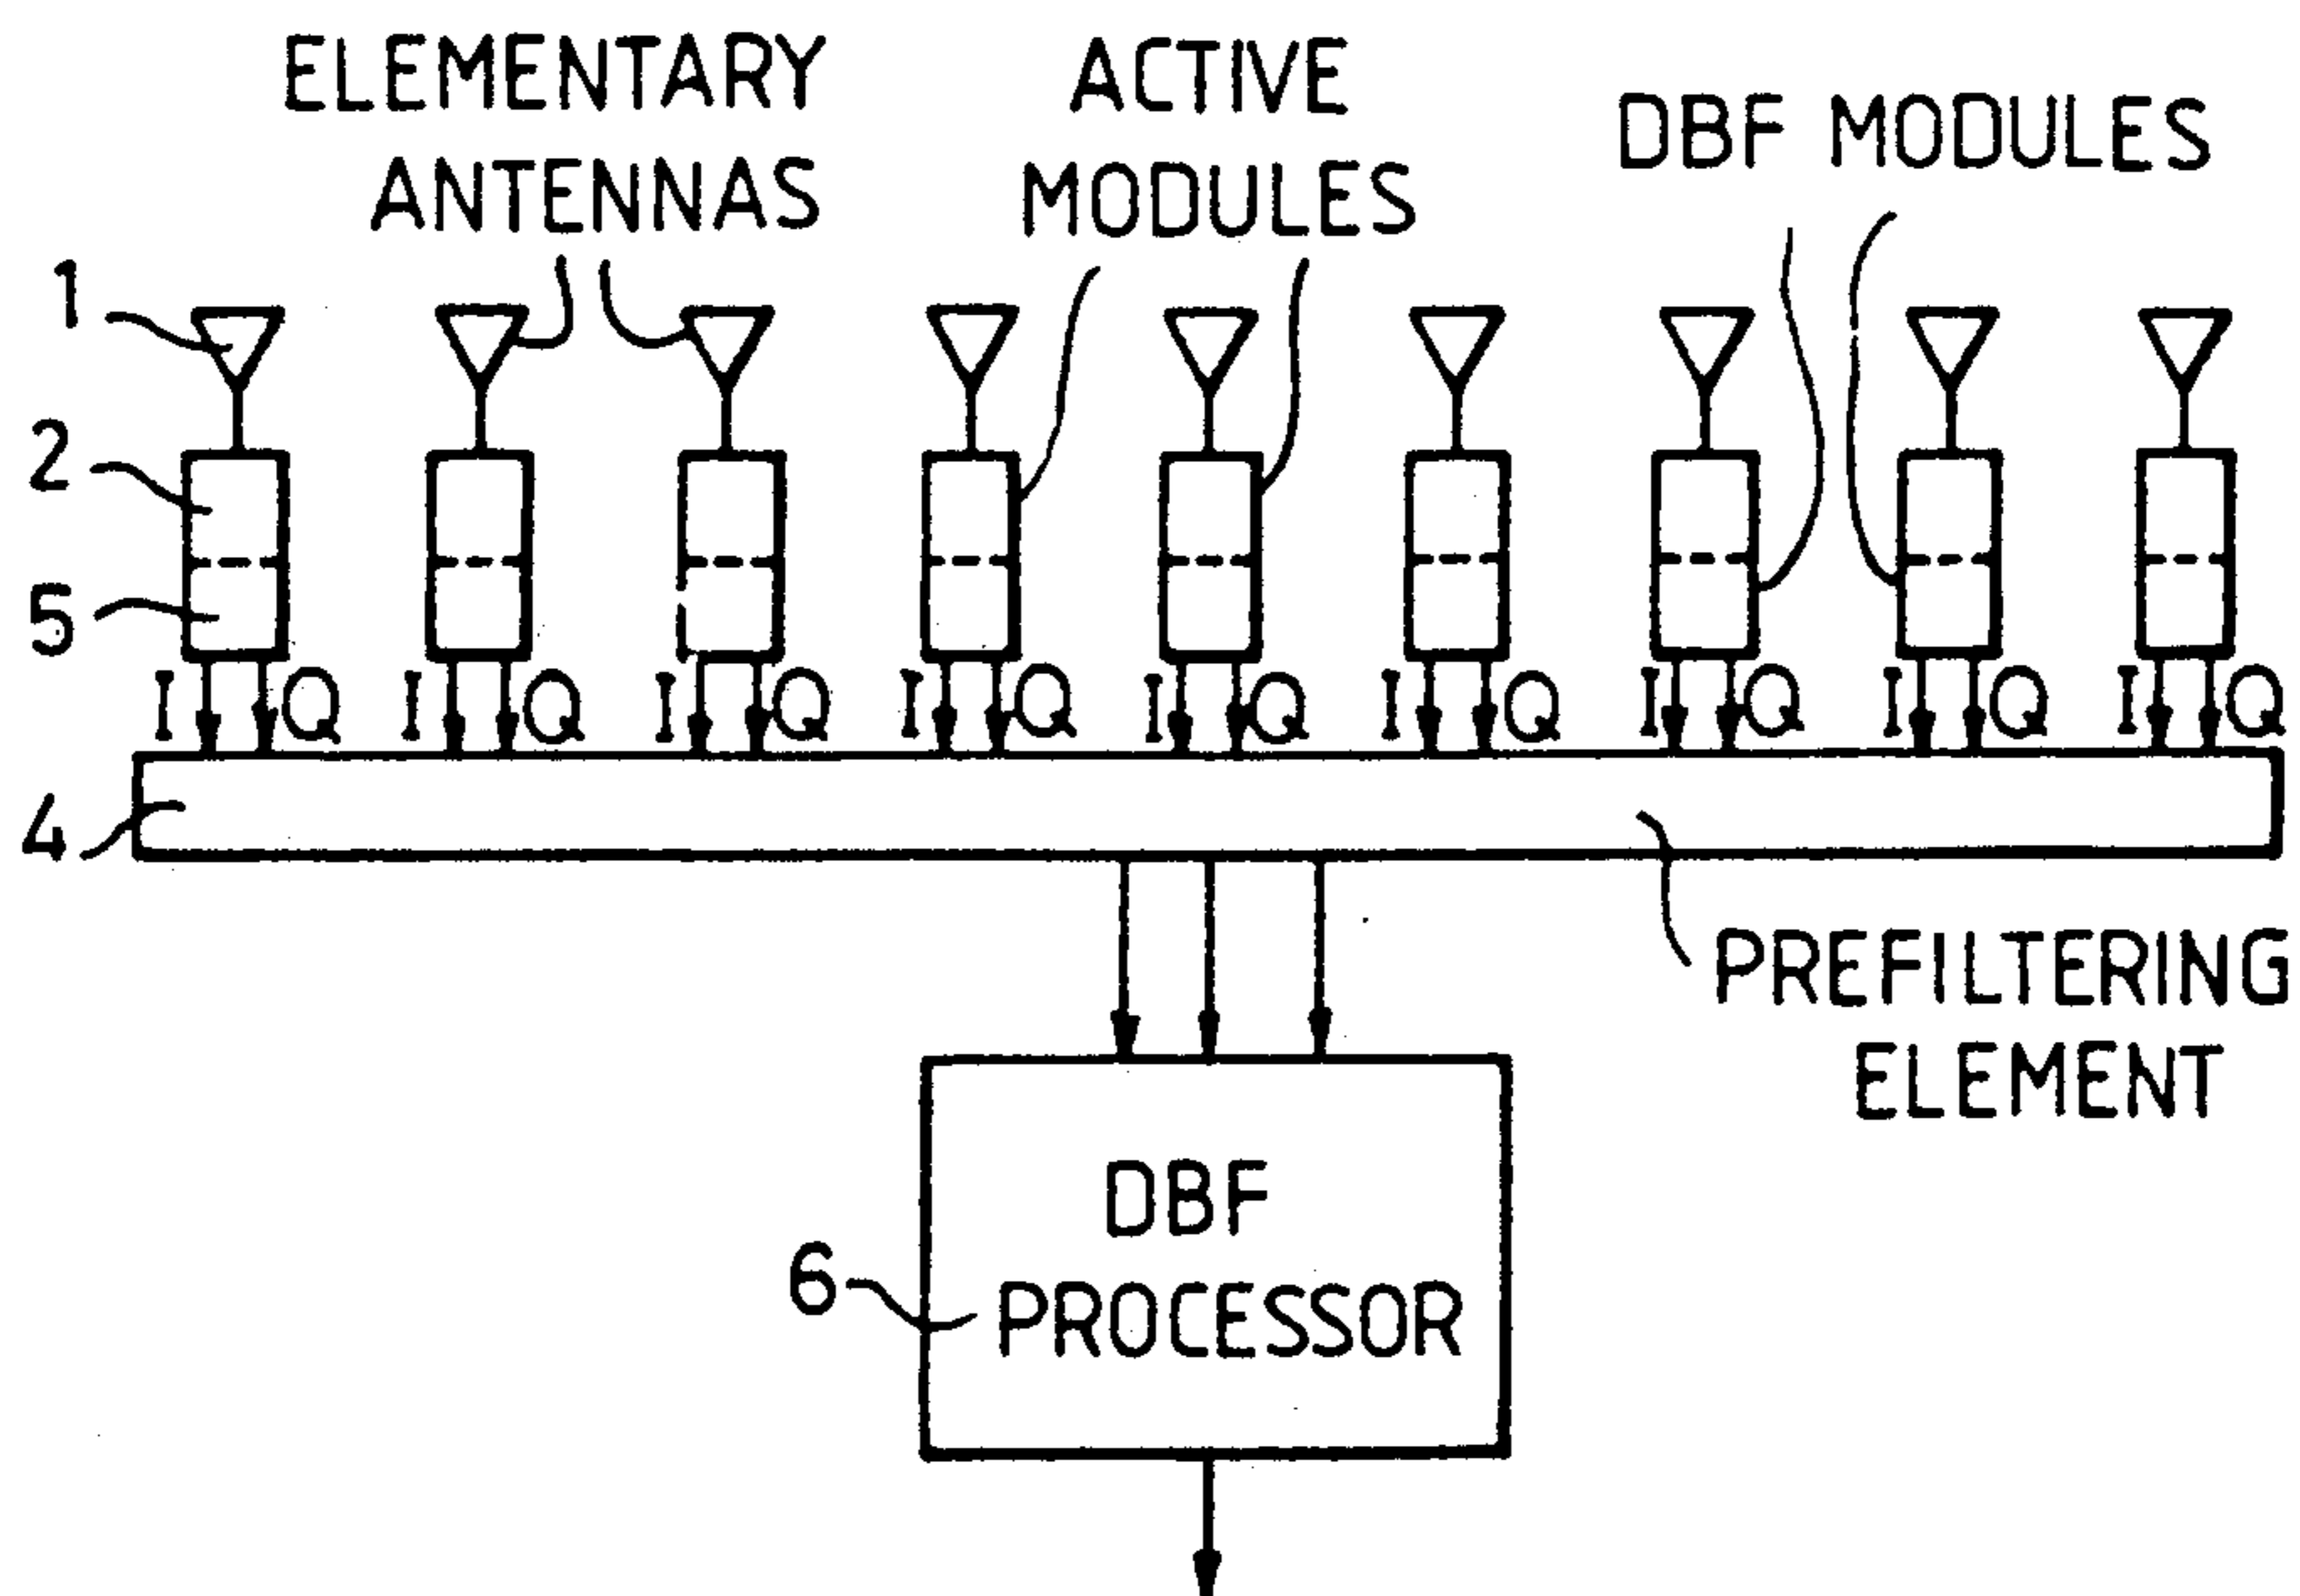 ELEMENTARY
ANTENNAS
ACTIVE
MODULES
DBF MODULES
1
2
5
I Q I Q I Q I Q I Q I Q I Q I Q I Q
4
PREFILTERING
ELEMENT
DBF
PROCESSOR
6